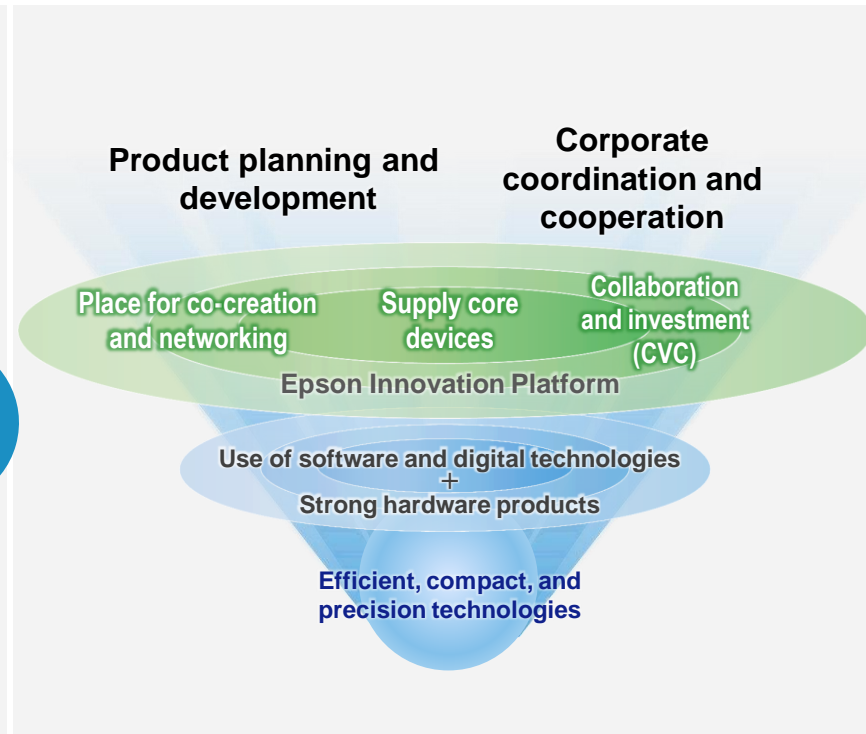 Product planning and
development
Corporate
coordination and
cooperation
Place for co-creation
and networking
Supply core
devices
Collaboration
and investment
(CVC)
Epson Innovation Platform
Use of software and digital technologies
+
Strong hardware products
Efficient, compact, and
precision technologies